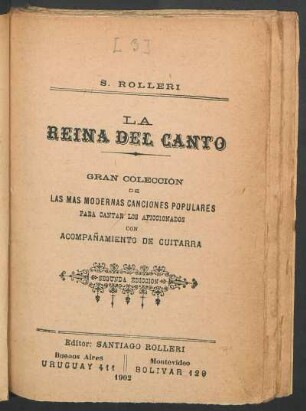 [3]
S. ROLLERI
LA
REINA DEL CANTO
GRAN COLECCIÓN
DE
LAS MAS MODERNAS CANCIONES POPULARES
PARA CANTAR LOS AFICIONADOS
CON
ACOMPAÑAMIENTO DE GUITARRA
SEGUNDA EDICION
Editor: SANTIAGO ROLLERI
Buenos Aires
URUGUAY 411
Montevideo
BOLIVAR 129
1902